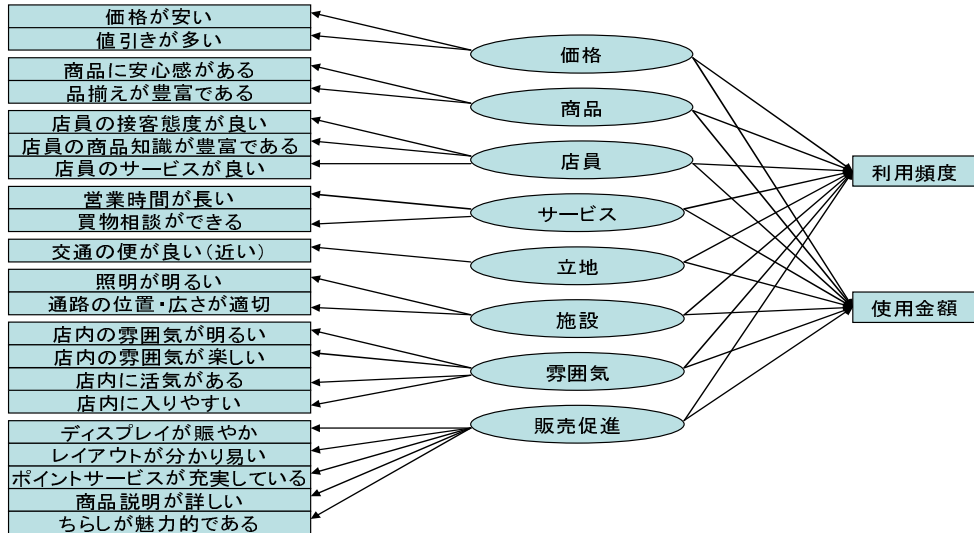 価格が安い
値引きが多い
商品に安心感がある
品揃えが豊富である
店員の接客態度が良い
店員の商品知識が豊富である
店員のサービスが良い
営業時間が長い
買物相談ができる
交通の便が良い（近い）
照明が明るい
通路の位置・広さが適切
店内の雰囲気が明るい
店内の雰囲気が楽しい
店内に活気がある
店内に入りやすい
ディスプレイが賑やか
レイアウトが分かり易い
ポイントサービスが充実している
商品説明が詳しい
ちらしが魅力的である
価格
商品
店員
サービス
立地
施設
雰囲気
販売促進
利用頻度
使用金額